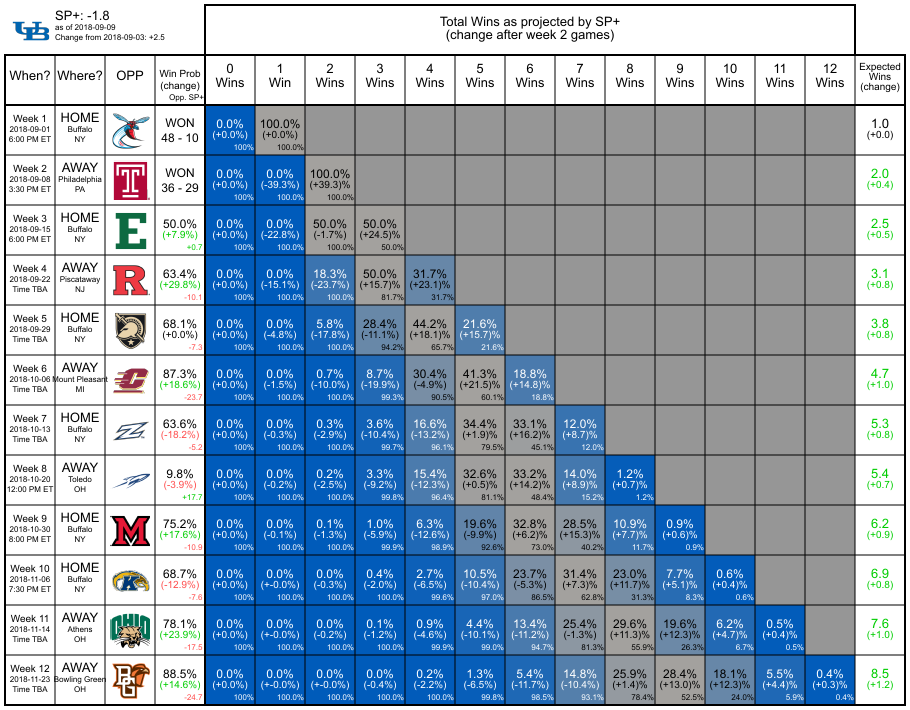 UB
SP+: -1.8
as of 2018-09-09
Change from 2018-09-03: +2.5
Total Wins as projected by SP+
(change after week 2 games)
When? Where? OPP Win Prob (change) Opp. SP+ 0 Wins 1 Win 2 Wins 3 Wins 4 Wins 5 Wins 6 Wins 7 Wins 8 Wins 9 Wins 10 Wins 11 Wins 12 Wins Expected Wins (change)
Week 1 HOME WON 0.0% 100.0% 1.0
2018-09-01 Buffalo 48 - 10 (+0.0%) (+0.0%) (+0.0)
6:00 PM ET NY 100% 100.0%
Week 2 AWAY T WON 0.0% 0.0% 100.0% 2.0
2018-09-08 Philadelphia 36 - 29 (+0.0%) (-39.3%) (+39.3)% (+0.4)
3:30 PM ET PA 100% 100.0% 100.0%
Week 3 HOME E 50.0% 0.0% 0.0% 50.0% 50.0% 2.5
2018-09-15 Buffalo (+7.9%) (+0.0%) (-22.8%) (-1.7%) (+24.5)% (+0.5)
6:00 PM ET NY +0.7 100% 100.0% 100.0% 50.0%
Week 4 AWAY R 63.4% 0.0% 0.0% 18.3% 50.0% 31.7% 3.1
2018-09-22 Piscataway (+29.8%) (+0.0%) (-15.1%) (-23.7%) (+15.7)% (+23.1)% (+0.8)
Time TBA NJ -10.1 100% 100.0% 100.0% 81.7% 31.7%
Week 5 HOME 68.1% 0.0% 0.0% 5.8% 28.4% 44.2% 21.6% 3.8
2018-09-29 Buffalo (+0.0%) (+0.0%) (-4.8%) (-17.8%) (-11.1%) (+18.1)% (+15.7)% (+0.8)
Time TBA NY -7.3 100% 100.0% 100.0% 94.2% 65.7% 21.6%
Week 6 AWAY C 87.3% 0.0% 0.0% 0.7% 8.7% 30.4% 41.3% 18.8% 4.7
2018-10-06 Mount Pleasant (+18.6%) (+0.0%) (-1.5%) (-10.0%) (-19.9%) (-4.9%) (+21.5)% (+14.8)% (+1.0)
Time TBA MI -23.7 100% 100.0% 100.0% 99.3% 90.5% 60.1% 18.8%
Week 7 HOME Z 63.6% 0.0% 0.0% 0.3% 3.6% 16.6% 34.4% 33.1% 12.0% 5.3
2018-10-13 Buffalo (-18.2%) (+0.0%) (-0.3%) (-2.9%) (-10.4%) (-13.2%) (+1.9)% (+16.2)% (+8.7)% (+0.8)
Time TBA NY -5.2 100% 100.0% 100.0% 99.7% 96.1% 79.5% 45.1% 12.0%
Week 8 AWAY 9.8% 0.0% 0.0% 0.2% 3.3% 15.4% 32.6% 33.2% 14.0% 1.2% 5.4
2018-10-20 Toledo (-3.9%) (+0.0%) (-0.2%) (-2.5%) (-9.2%) (-12.3%) (+0.5)% (+14.2)% (+8.9)% (+0.7)% (+0.7)
12:00 PM ET OH +17.7 100% 100.0% 100.0% 99.8% 96.4% 81.1% 48.4% 15.2% 1.2%
Week 9 HOME M 75.2% 0.0% 0.0% 0.1% 1.0% 6.3% 19.6% 32.8% 28.5% 10.9% 0.9% 6.2
2018-10-30 Buffalo (+17.6%) (+0.0%) (-0.1%) (-1.3%) (-5.9%) (-12.6%) (-9.9%) (+6.2)% (+15.3)% (+7.7)% (+0.6)% (+0.9)
8:00 PM ET NY -10.9 100% 100.0% 100.0% 99.9% 98.9% 92.6% 73.0% 40.2% 11.7% 0.9%
Week 10 HOME K 68.7% 0.0% 0.0% 0.0% 0.4% 2.7% 10.5% 23.7% 31.4% 23.0% 7.7% 0.6% 6.9
2018-11-06 Buffalo (-12.9%) (+0.0%) (+-0.0%) (-0.3%) (-2.0%) (-6.5%) (-10.4%) (-5.3%) (+7.3)% (+11.7)% (+5.1)% (+0.4)% (+0.8)
7:30 PM ET NY -7.6 100% 100.0% 100.0% 100.0% 99.6% 97.0% 86.5% 62.8% 31.3% 8.3% 0.6%
Week 11 AWAY OHIO 78.1% 0.0% 0.0% 0.0% 0.1% 0.9% 4.4% 13.4% 25.4% 29.6% 19.6% 6.2% 0.5% 7.6
2018-11-14 Athens (+23.9%) (+0.0%) (+-0.0%) (-0.2%) (-1.2%) (-4.6%) (-10.1%) (-11.2%) (-1.3%) (+11.3)% (+12.3)% (+4.7)% (+0.4)% (+1.0)
Time TBA OH -17.5 100% 100.0% 100.0% 100.0% 99.9% 99.0% 94.7% 81.3% 55.9% 26.3% 6.7% 0.5%
Week 12 AWAY BG 88.5% 0.0% 0.0% 0.0% 0.0% 0.2% 1.3% 5.4% 14.8% 25.9% 28.4% 18.1% 5.5% 0.4% 8.5
2018-11-23 Bowling Green (+14.6%) (+0.0%) (+-0.0%) (+-0.0%) (-0.4%) (-2.2%) (-6.5%) (-11.7%) (-10.4%) (+1.4)% (+13.0)% (+12.3)% (+4.4)% (+0.3)% (+1.2)
Time TBA OH -24.7 100% 100.0% 100.0% 100.0% 100.0% 99.8% 98.5% 93.1% 78.4% 52.5% 24.0% 5.9% 0.4%